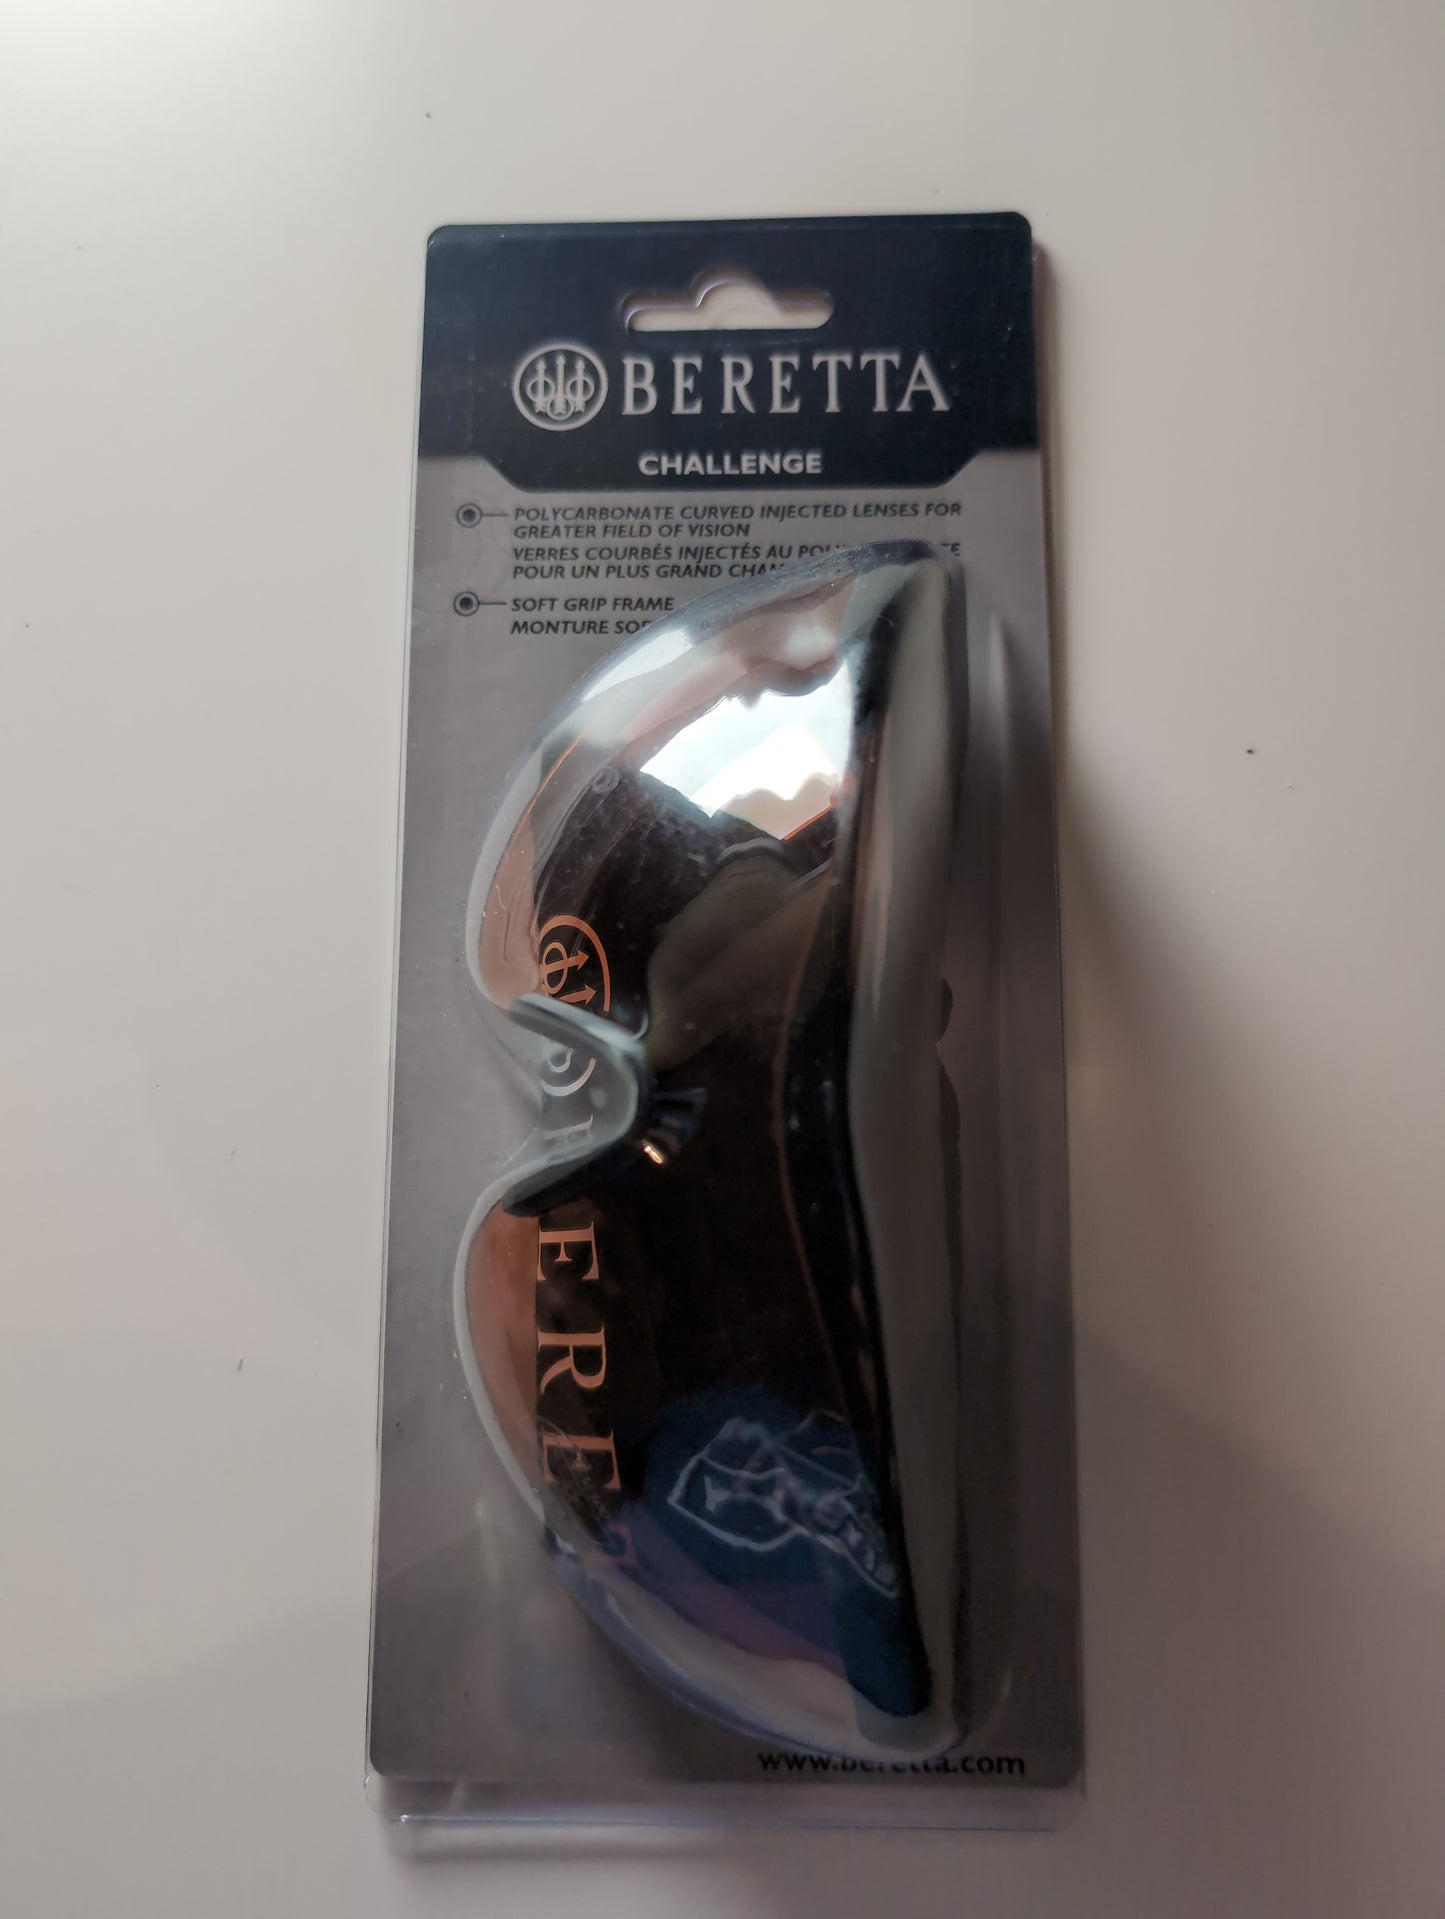 BERETTA
CHALLENGE
POLYCARBONATE CURVED INJECTED LENSES FOR
GREATER FIELD OF VISION
VERRES COURBÉS INJECTÉS AU
POUR UN PLUS GRAND
SOFT GRIP FRAME
MONTURE
www.beretta.com